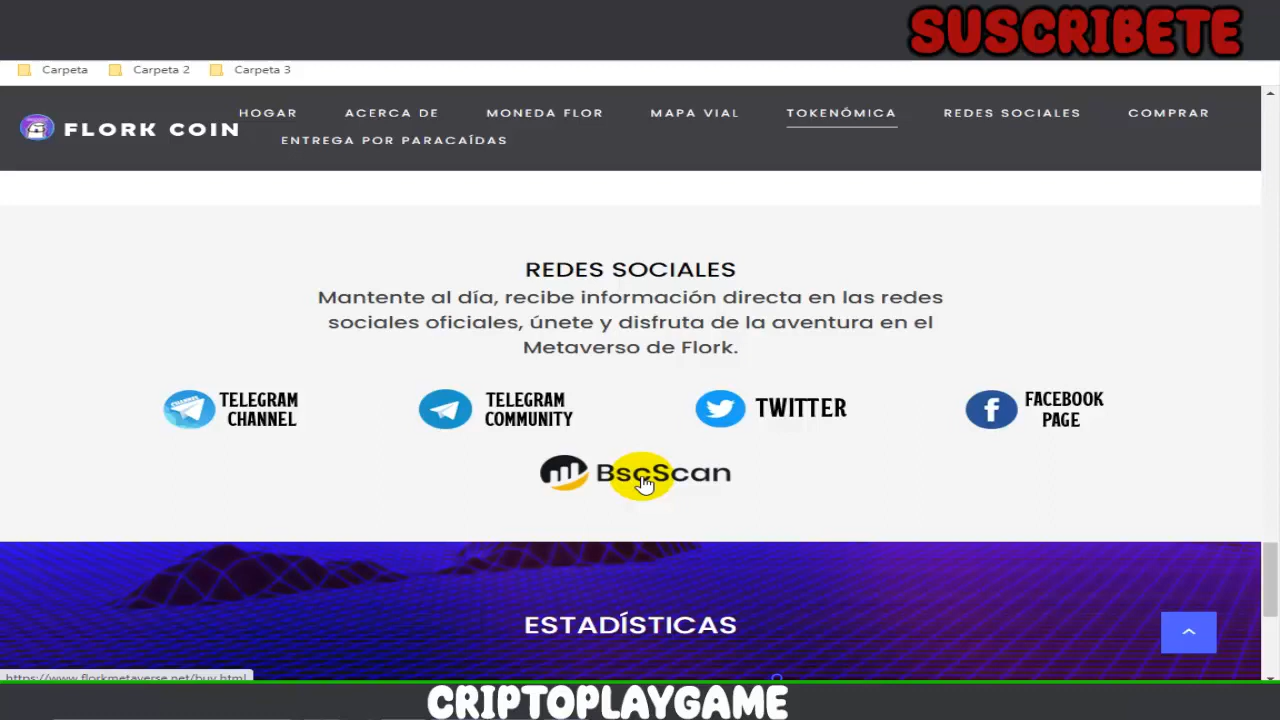 SUSCRIBETE
Carpeta Carpeta 2 Carpeta 3
FLORK COIN
HOGAR ACERCA DE MONEDA FLOR MAPA VIAL TOKENÓMICA REDES SOCIALES COMPRAR
ENTREGA POR PARACAÍDAS
REDES SOCIALES
Mantente al día, recibe información directa en las redes
sociales oficiales, únete y disfruta de la aventura en el
Metaverso de Flork.
TELEGRAM
CHANNEL
TELEGRAM
COMMUNITY
TWITTER
FACEBOOK
PAGE
BscScan
ESTADÍSTICAS
https://www.florkmetaverse.net/buy.html
CRIPTOPLAYGAME